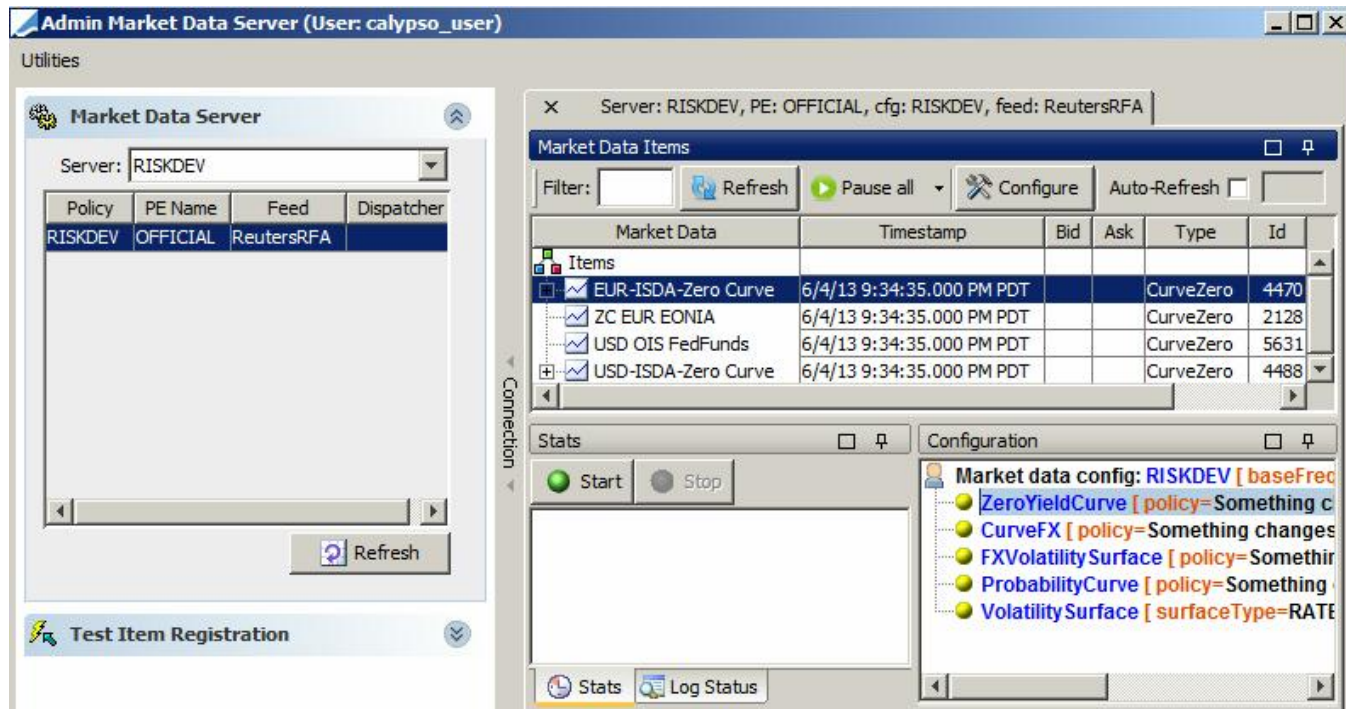 Admin Market Data Server (User: calypso_user)
Utilities
Market Data Server
Server: RISKDEV
Policy PE Name Feed Dispatcher
RISKDEV OFFICIAL ReutersRFA
Refresh
Test Item Registration
Connection
Server: RISKDEV, PE: OFFICIAL, cfg: RISKDEV, feed: ReutersRFA
Market Data Items
Filter: Refresh Pause all Configure Auto-Refresh
Market Data Timestamp Bid Ask Type Id
Items
EUR-ISDA-Zero Curve 6/4/13 9:34:35.000 PM PDT CurveZero 4470
ZC EUR EONIA 6/4/13 9:34:35.000 PM PDT CurveZero 2128
USD OIS FedFunds 6/4/13 9:34:35.000 PM PDT CurveZero 5631
USD-ISDA-Zero Curve 6/4/13 9:34:35.000 PM PDT CurveZero 4488
Stats
Start Stop
Stats Log Status
Configuration
Market data config: RISKDEV [ baseFreq
ZeroYieldCurve [ policy=Something c
CurveFX [ policy=Something changes
FXVolatilitySurface [ policy=Somethin
ProbabilityCurve [ policy=Something
VolatilitySurface [ surfaceType=RATE